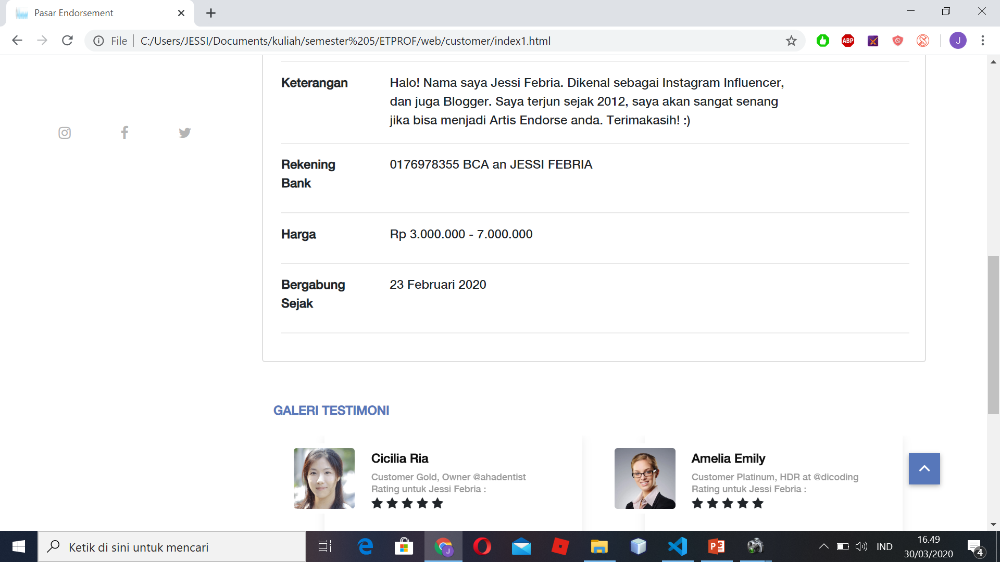 Pasar Endorsement
File
C:/Users/JESSI/Documents/kuliah/semester%205/ETPROF/web/customer/index1.html
ABP
J
Keterangan
Halo! Nama saya Jessi Febria. Dikenal sebagai Instagram Influencer,
dan juga Blogger. Saya terjun sejak 2012, saya akan sangat senang
jika bisa menjadi Artis Endorse anda. Terimakasih! :)
Rekening
Bank
0176978355 BCA an JESSI FEBRIA
Harga
Rp 3.000.000 - 7.000.000
Bergabung
Sejak
23 Februari 2020
GALERI TESTIMONI
Cicilia Ria
Customer Gold, Owner @ahadentist
Rating untuk Jessi Febria :
Amelia Emily
Customer Platinum, HDR at @dicoding
Rating untuk Jessi Febria :
Ketik di sini untuk mencari
J
IND
16.49
30/03/2020
4